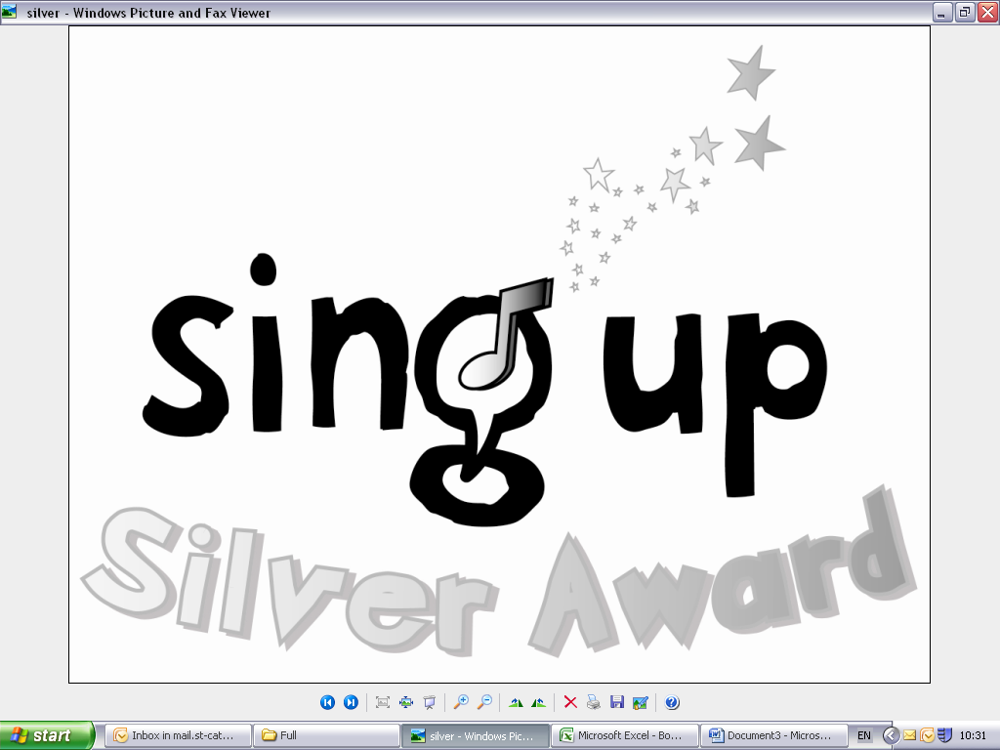 silver - Windows Picture and Fax Viewer
sing up
Silver Award
start
Inbox in mail.st-cat...
Full
silver - Windows Pic...
Microsoft Excel - Bo...
Document3 - Micros...
EN
10:31